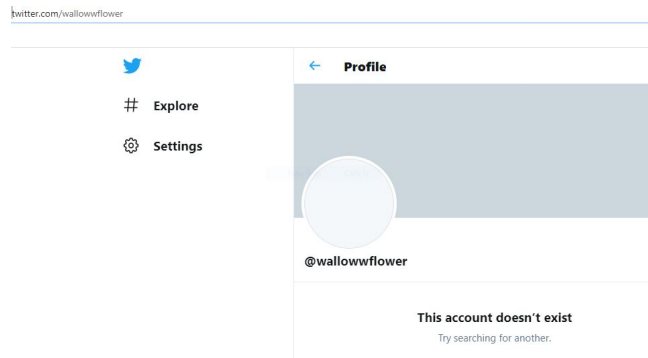 twitter.com/wallowwflower
Profile
Explore
Settings
@wallowwflower
This account doesn't exist
Try searching for another.